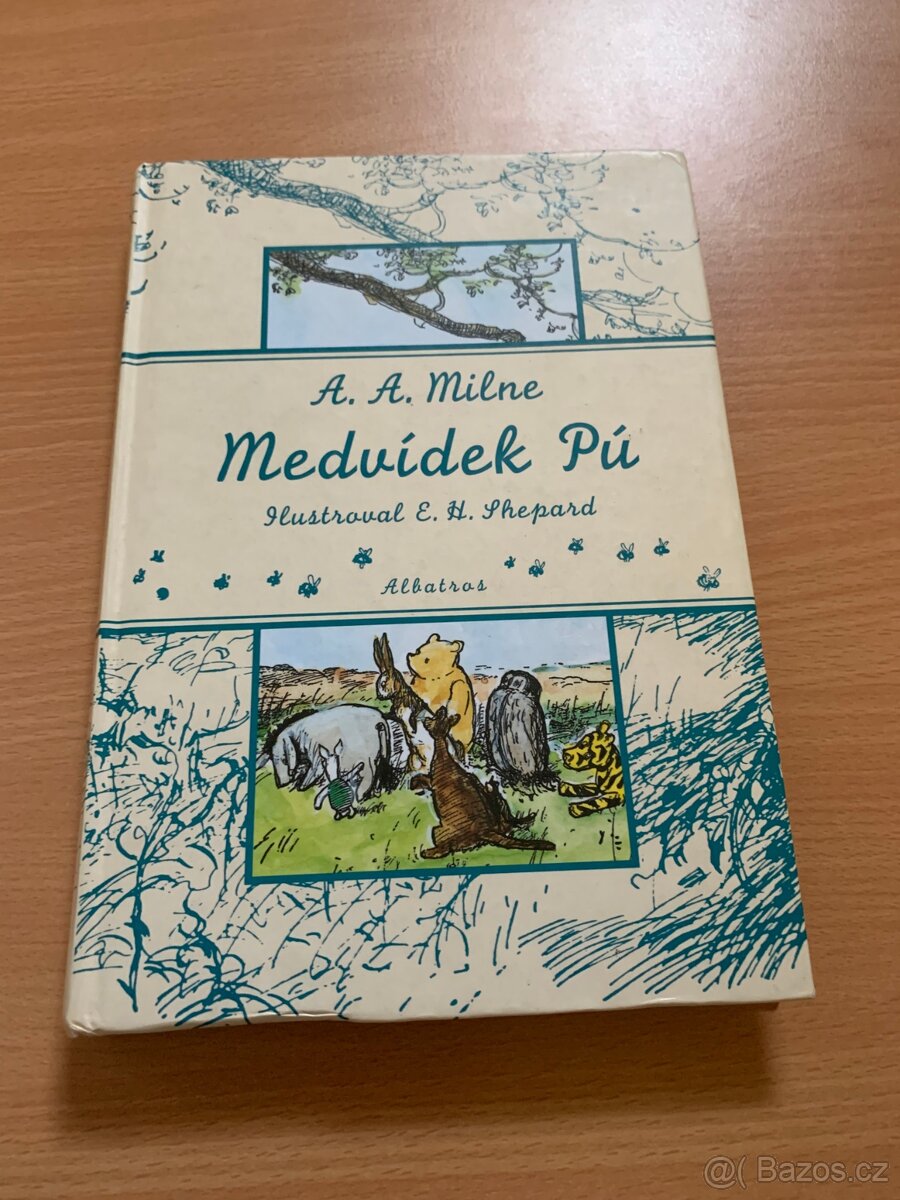 A. A. Milne
Medvídek Pú
Ilustroval E. H. Shepard
Albatros
@( Bazos.cz